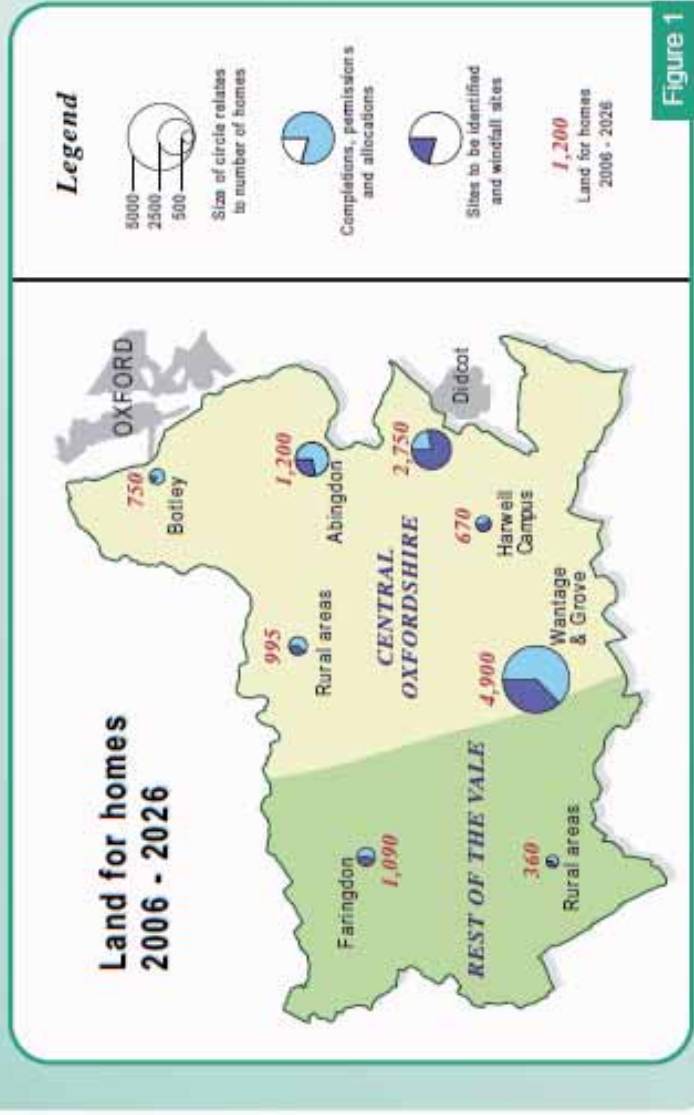 Land for homes
2006 - 2026
OXFORD
750
Botley
995
Rural areas
1,200
Abingdon
CENTRAL
OXFORDSHIRE
2,750
Didcot
670
Harwell
Campus
4,900
Wantage
& Grove
Faringdon
1,090
REST OF THE VALE
360
Rural areas
Legend
5000
2500
500
Size of circle relates
to number of homes
Completions, permissions
and allocations
Sites to be identified
and windfall sites
1,200
Land for homes
2006 - 2026
Figure 1